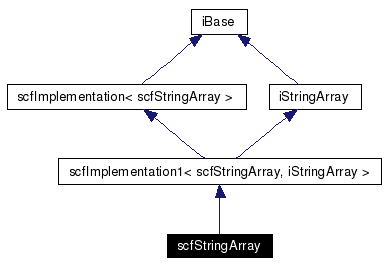 iBase
scfImplementation< scfStringArray >
iStringArray
scfImplementation1< scfStringArray, iStringArray >
scfStringArray